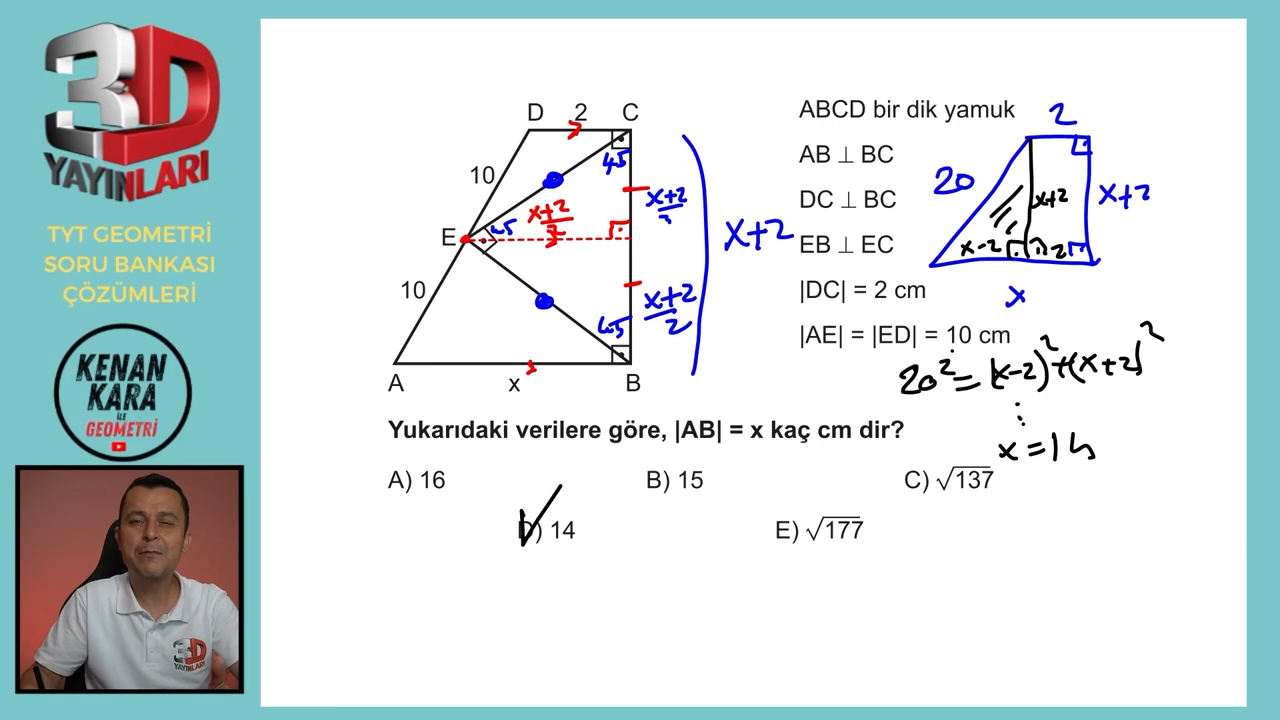 3D
YAYINLARI
TYT GEOMETRİ
SORU BANKASI
ÇÖZÜMLERİ
KENAN
KARA
İLE
GEOMETRİ
3D
YAYINLARI
D 2 C
10
45
x+2
2
E
45
x+2
2
x+2
10
45
x+2
2
A x B
ABCD bir dik yamuk
AB ⊥ BC
DC ⊥ BC
EB ⊥ EC
|DC| = 2 cm
|AE| = |ED| = 10 cm
2
20
x+2
x+2
x-2
2
x
20² = (x-2)² + (x+2)²
x = 14
Yukarıdaki verilere göre, |AB| = x kaç cm dir?
A) 16 B) 15 C) √137
D) 14 E) √177